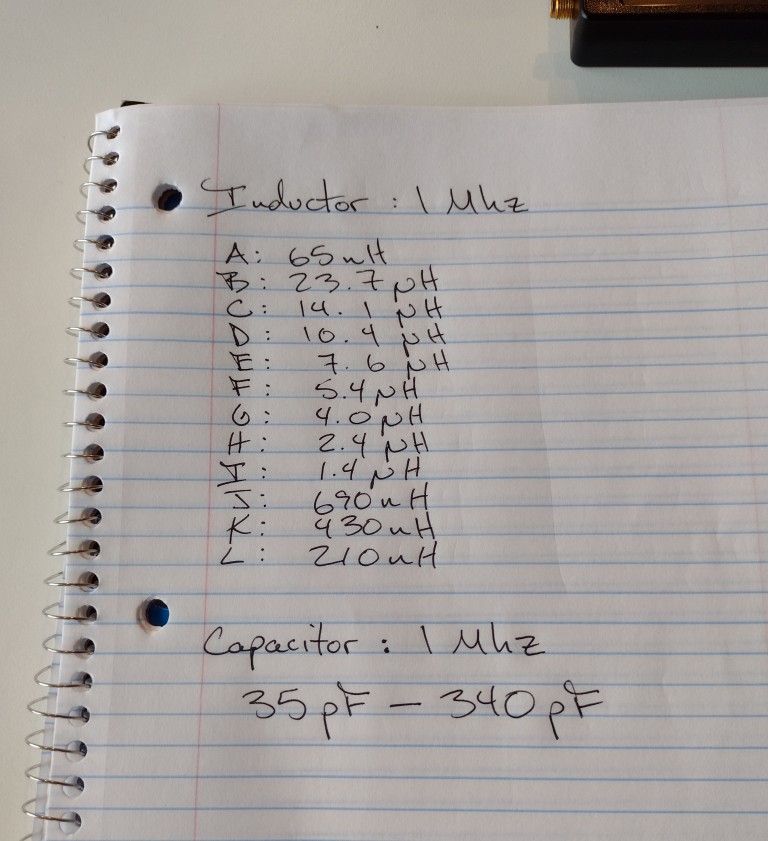 Inductor : 1 Mhz
A: 65 nH
B: 23.7 μH
C: 14.1 μH
D: 10.4 μH
E: 7.6 μH
F: 5.4 μH
G: 4.0 μH
H: 2.4 μH
I: 1.4 μH
J: 690 nH
K: 430 nH
L: 210 nH
Capacitor : 1 Mhz
35 pF – 340 pF